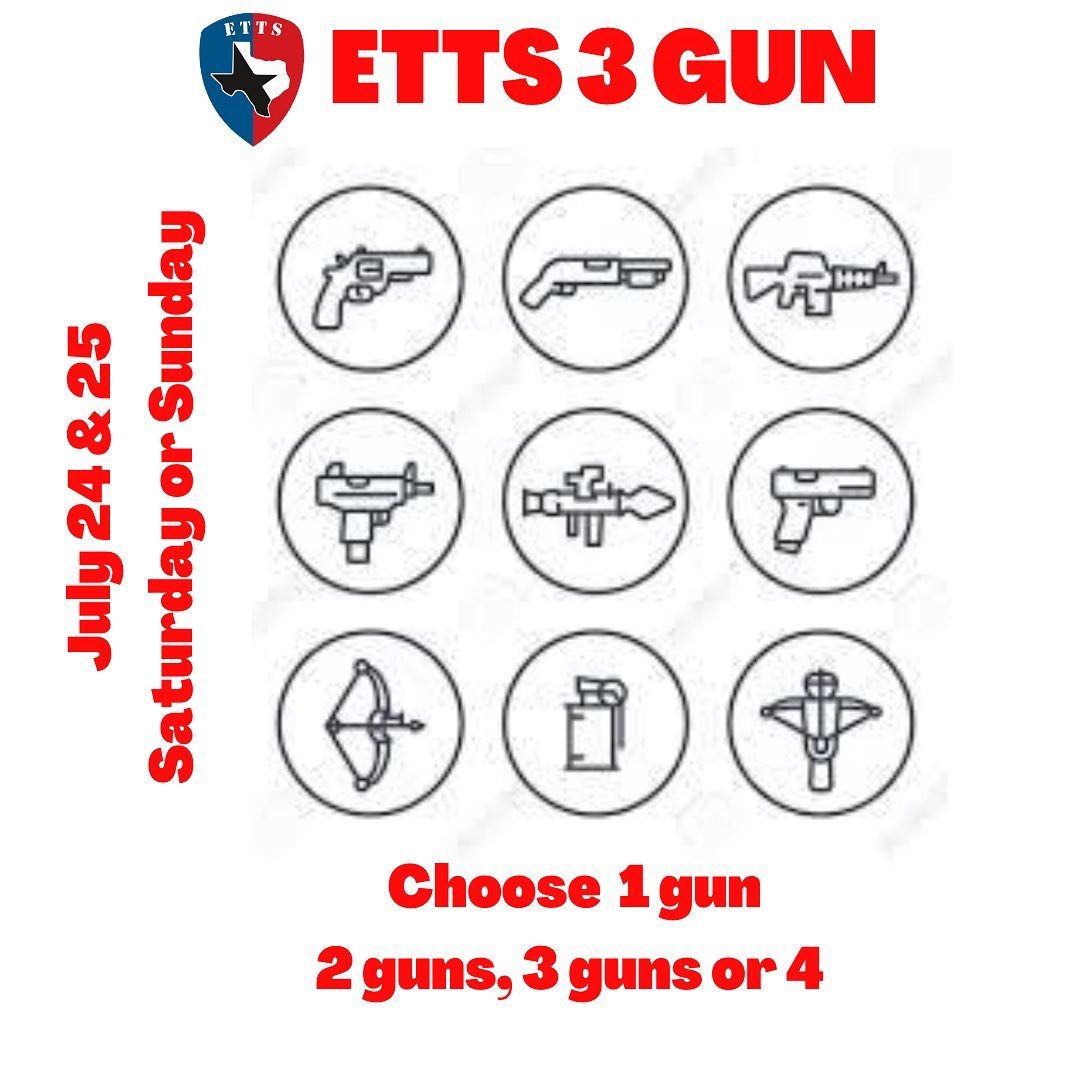 ETTS
ETTS 3 GUN
July 24 & 25
Saturday or Sunday
Choose 1 gun
2 guns, 3 guns or 4